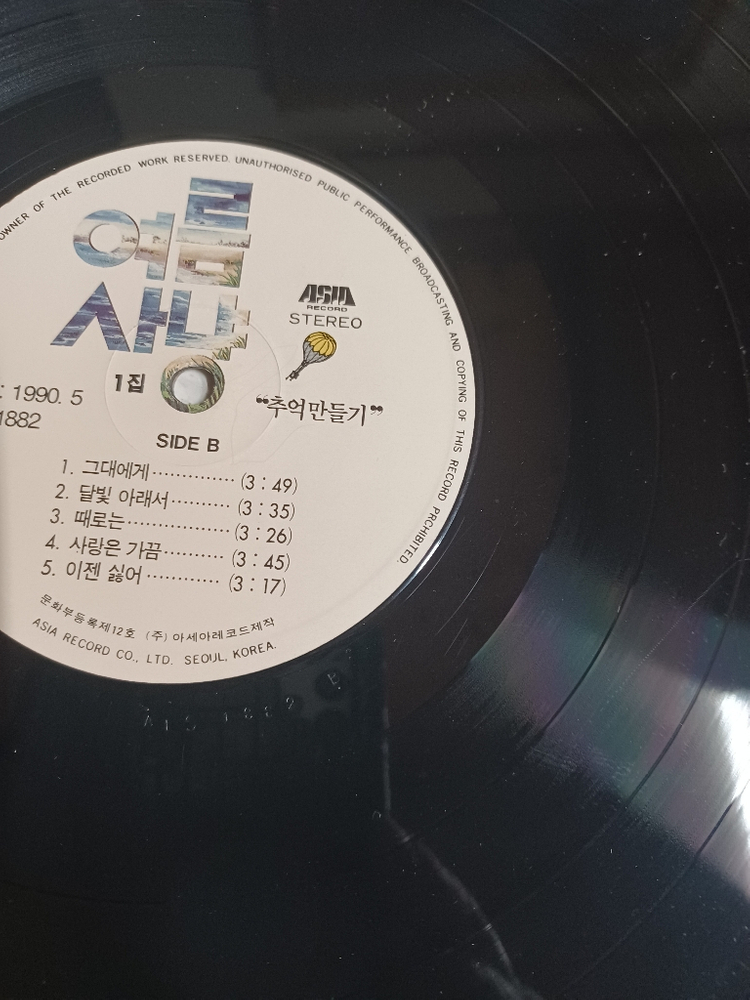 OWNER OF THE RECORDED WORK RESERVED. UNAUTHORISED PUBLIC PERFORMANCE BROADCASTING AND COPYING OF THIS RECORD PRCHIBITED.
여름
사냥
ASIA
RECORD
STEREO
1집
“추억만들기”
: 1990. 5
1882
SIDE B
1. 그대에게·············· (3 : 49)
2. 달빛 아래서·········· (3 : 35)
3. 때로는················· (3 : 26)
4. 사랑은 가끔·········· (3 : 45)
5. 이젠 싫어············ (3 : 17)
문화부등록제12호 (주) 아세아레코드제작
ASIA RECORD CO., LTD. SEOUL, KOREA.
1882 B